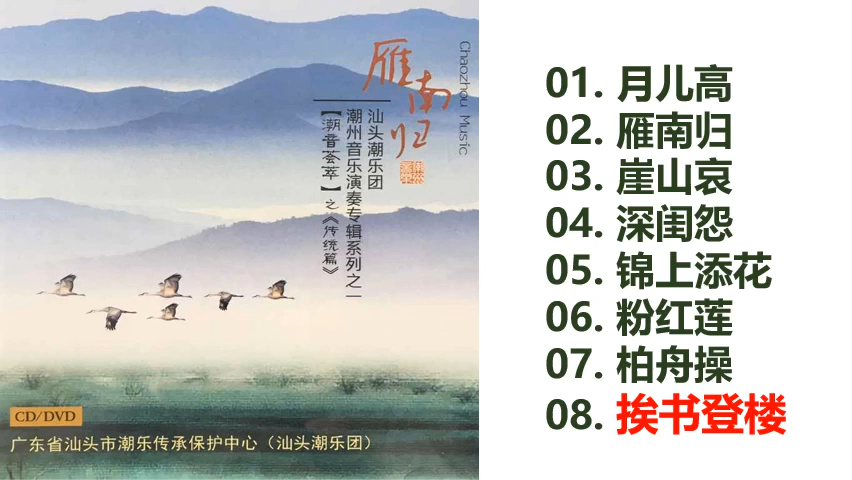 雁南归
Chaozhou Music
汕头潮乐团
潮州音乐演奏专辑系列之一
【潮音荟萃】之《传统篇》
CD/DVD
广东省汕头市潮乐传承保护中心（汕头潮乐团）
01. 月儿高
02. 雁南归
03. 崖山哀
04. 深闺怨
05. 锦上添花
06. 粉红莲
07. 柏舟操
08. 挨书登楼